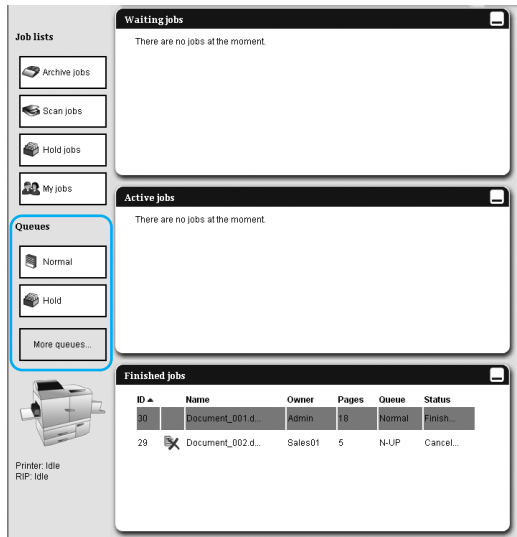 Job lists
Archive jobs
Scan jobs
Hold jobs
My jobs
Queues
Normal
Hold
More queues...
Printer: Idle
RIP: Idle
Waiting jobs
There are no jobs at the moment.
Active jobs
There are no jobs at the moment.
Finished jobs
ID Name Owner Pages Queue Status
30 Document_001.d... Admin 18 Normal Finish...
29 Document_002.d... Sales01 5 N-UP Cancel...